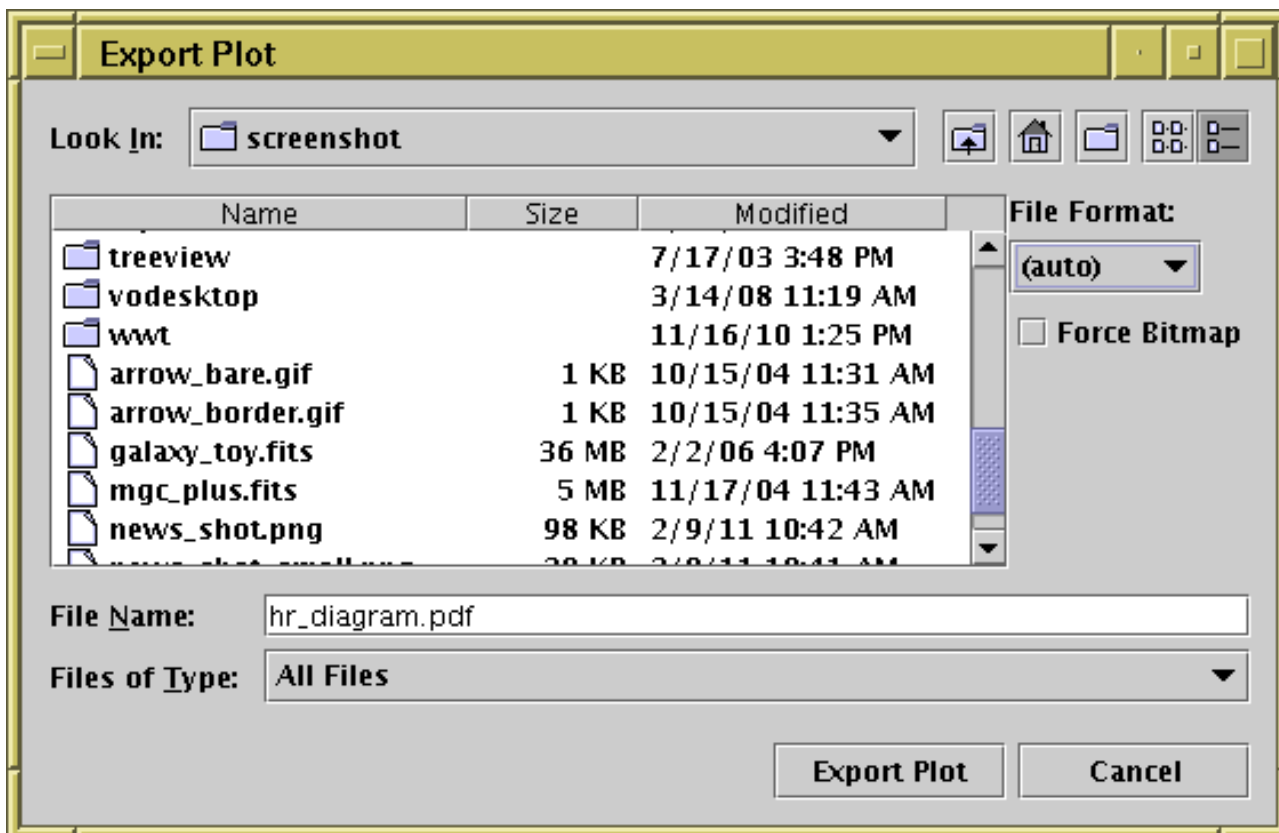 Export Plot
Look In: screenshot
Name Size Modified File Format:
treeview 7/17/03 3:48 PM
(auto)
vodesktop 3/14/08 11:19 AM
wwt 11/16/10 1:25 PM
Force Bitmap
arrow_bare.gif 1 KB 10/15/04 11:31 AM
arrow_border.gif 1 KB 10/15/04 11:35 AM
galaxy_toy.fits 36 MB 2/2/06 4:07 PM
mgc_plus.fits 5 MB 11/17/04 11:43 AM
news_shot.png 98 KB 2/9/11 10:42 AM
File Name: hr_diagram.pdf
Files of Type: All Files
Export Plot Cancel